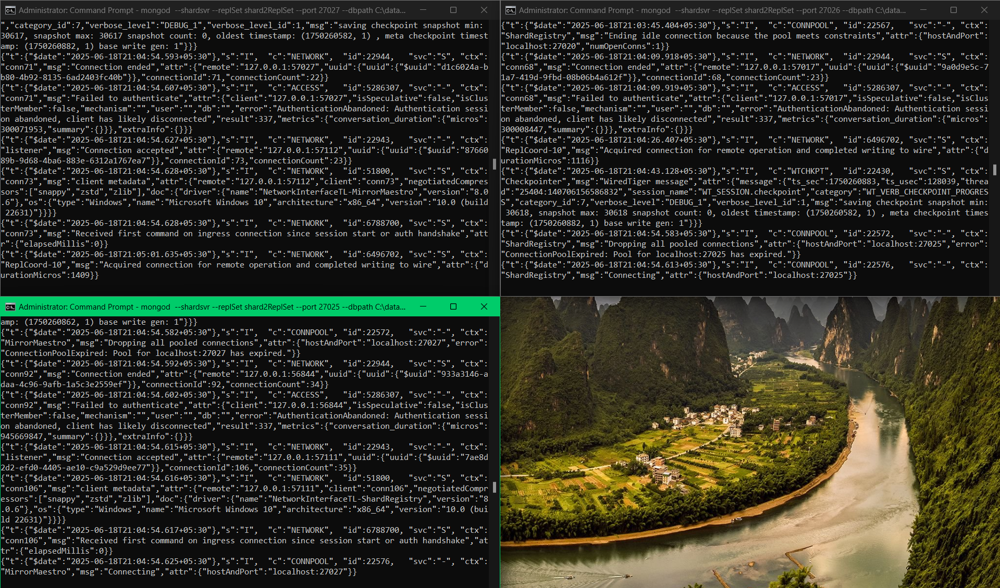 Administrator: Command Prompt - mongod  --shardsvr --replSet shard2ReplSet --port 27027 --dbpath C:\data...
","category_id":7,"verbose_level":"DEBUG_1","verbose_level_id":1,"msg":"saving checkpoint snapshot min:
30617, snapshot max: 30617 snapshot count: 0, oldest timestamp: (1750260582, 1) , meta checkpoint timest
amp: (1750260882, 1) base write gen: 1"}}}
{"t":{"$date":"2025-06-18T21:04:54.593+05:30"},"s":"I",  "c":"NETWORK",  "id":22944,   "svc":"S", "ctx":
"conn71","msg":"Connection ended","attr":{"remote":"127.0.0.1:57027","uuid":{"uuid":{"$uuid":"d1c6024a-b
b80-4b92-8135-6ad2403fc40b"}},"connectionId":71,"connectionCount":22}}
{"t":{"$date":"2025-06-18T21:04:54.607+05:30"},"s":"I",  "c":"ACCESS",   "id":5286307, "svc":"S", "ctx":
"conn71","msg":"Failed to authenticate","attr":{"client":"127.0.0.1:57027","isSpeculative":false,"isClus
terMember":false,"mechanism":"","user":"","db":"","error":"AuthenticationAbandoned: Authentication sessi
on abandoned, client has likely disconnected","result":337,"metrics":{"conversation_duration":{"micros":
300071953,"summary":{}}},"extraInfo":{}}}
{"t":{"$date":"2025-06-18T21:04:54.627+05:30"},"s":"I",  "c":"NETWORK",  "id":22943,   "svc":"-", "ctx":
"listener","msg":"Connection accepted","attr":{"remote":"127.0.0.1:57112","uuid":{"uuid":{"$uuid":"87660
89b-9d68-4ba6-883e-6312a1767ea7"}},"connectionId":73,"connectionCount":23}}
{"t":{"$date":"2025-06-18T21:04:54.628+05:30"},"s":"I",  "c":"NETWORK",  "id":51800,   "svc":"S", "ctx":
"conn73","msg":"client metadata","attr":{"remote":"127.0.0.1:57112","client":"conn73","negotiatedCompres
sors":["snappy","zstd","zlib"],"doc":{"driver":{"name":"NetworkInterfaceTL-MirrorMaestro","version":"8.0
.6"},"os":{"type":"Windows","name":"Microsoft Windows 10","architecture":"x86_64","version":"10.0 (build
 22631)"}}}}
{"t":{"$date":"2025-06-18T21:04:54.628+05:30"},"s":"I",  "c":"NETWORK",  "id":6788700, "svc":"S", "ctx":
"conn73","msg":"Received first command on ingress connection since session start or auth handshake","att
r":{"elapsedMillis":0}}
{"t":{"$date":"2025-06-18T21:05:01.635+05:30"},"s":"I",  "c":"NETWORK",  "id":6496702, "svc":"S", "ctx":
"ReplCoord-10","msg":"Acquired connection for remote operation and completed writing to wire","attr":{"d
urationMicros":1409}}
Administrator: Command Prompt - mongod  --shardsvr --replSet shard2ReplSet --port 27026 --dbpath C:\data...
{"t":{"$date":"2025-06-18T21:03:45.404+05:30"},"s":"I",  "c":"CONNPOOL", "id":22567,   "svc":"-", "ctx":
"ShardRegistry","msg":"Ending idle connection because the pool meets constraints","attr":{"hostAndPort":
"localhost:27020","numOpenConns":1}}
{"t":{"$date":"2025-06-18T21:04:09.918+05:30"},"s":"I",  "c":"NETWORK",  "id":22944,   "svc":"S", "ctx":
"conn68","msg":"Connection ended","attr":{"remote":"127.0.0.1:57017","uuid":{"uuid":{"$uuid":"9a0d9e5c-7
1a7-419d-9fbd-08b06b4a612f"}},"connectionId":68,"connectionCount":23}}
{"t":{"$date":"2025-06-18T21:04:09.919+05:30"},"s":"I",  "c":"ACCESS",   "id":5286307, "svc":"S", "ctx":
"conn68","msg":"Failed to authenticate","attr":{"client":"127.0.0.1:57017","isSpeculative":false,"isClus
terMember":false,"mechanism":"","user":"","db":"","error":"AuthenticationAbandoned: Authentication sessi
on abandoned, client has likely disconnected","result":337,"metrics":{"conversation_duration":{"micros":
300008447,"summary":{}}},"extraInfo":{}}}
{"t":{"$date":"2025-06-18T21:04:26.407+05:30"},"s":"I",  "c":"NETWORK",  "id":6496702, "svc":"S", "ctx":
"ReplCoord-10","msg":"Acquired connection for remote operation and completed writing to wire","attr":{"d
urationMicros":1116}}
{"t":{"$date":"2025-06-18T21:04:43.128+05:30"},"s":"I",  "c":"WTCHKPT",  "id":22430,   "svc":"S", "ctx":
"Checkpointer","msg":"WiredTiger message","attr":{"message":{"ts_sec":1750260883,"ts_usec":128039,"threa
d":"25404:140706156586832","session_name":"WT_SESSION.checkpoint","category":"WT_VERB_CHECKPOINT_PROGRES
S","category_id":7,"verbose_level":"DEBUG_1","verbose_level_id":1,"msg":"saving checkpoint snapshot min:
 30618, snapshot max: 30618 snapshot count: 0, oldest timestamp: (1750260582, 1) , meta checkpoint times
tamp: (1750260882, 1) base write gen: 1"}}}
{"t":{"$date":"2025-06-18T21:04:54.583+05:30"},"s":"I",  "c":"CONNPOOL", "id":22572,   "svc":"-", "ctx":
"ShardRegistry","msg":"Dropping all pooled connections","attr":{"hostAndPort":"localhost:27025","error":
"ConnectionPoolExpired: Pool for localhost:27025 has expired."}}
{"t":{"$date":"2025-06-18T21:04:54.613+05:30"},"s":"I",  "c":"CONNPOOL", "id":22576,   "svc":"-", "ctx":
"ShardRegistry","msg":"Connecting","attr":{"hostAndPort":"localhost:27025"}}
Administrator: Command Prompt - mongod  --shardsvr --replSet shard2ReplSet --port 27025 --dbpath C:\data...
amp: (1750260862, 1) base write gen: 1"}}}
{"t":{"$date":"2025-06-18T21:04:54.582+05:30"},"s":"I",  "c":"CONNPOOL", "id":22572,   "svc":"-", "ctx":
"MirrorMaestro","msg":"Dropping all pooled connections","attr":{"hostAndPort":"localhost:27027","error":
"ConnectionPoolExpired: Pool for localhost:27027 has expired."}}
{"t":{"$date":"2025-06-18T21:04:54.592+05:30"},"s":"I",  "c":"NETWORK",  "id":22944,   "svc":"S", "ctx":
"conn92","msg":"Connection ended","attr":{"remote":"127.0.0.1:56844","uuid":{"uuid":{"$uuid":"933a3146-a
daa-4c96-9afb-1a5c3e2559ef"}},"connectionId":92,"connectionCount":34}}
{"t":{"$date":"2025-06-18T21:04:54.602+05:30"},"s":"I",  "c":"ACCESS",   "id":5286307, "svc":"S", "ctx":
"conn92","msg":"Failed to authenticate","attr":{"client":"127.0.0.1:56844","isSpeculative":false,"isClus
terMember":false,"mechanism":"","user":"","db":"","error":"AuthenticationAbandoned: Authentication sessi
on abandoned, client has likely disconnected","result":337,"metrics":{"conversation_duration":{"micros":
945669847,"summary":{}}},"extraInfo":{}}}
{"t":{"$date":"2025-06-18T21:04:54.615+05:30"},"s":"I",  "c":"NETWORK",  "id":22943,   "svc":"-", "ctx":
"listener","msg":"Connection accepted","attr":{"remote":"127.0.0.1:57111","uuid":{"uuid":{"$uuid":"7ae8d
2d2-efd0-4405-ae10-c9a529d9ee77"}},"connectionId":106,"connectionCount":35}}
{"t":{"$date":"2025-06-18T21:04:54.616+05:30"},"s":"I",  "c":"NETWORK",  "id":51800,   "svc":"S", "ctx":
"conn106","msg":"client metadata","attr":{"remote":"127.0.0.1:57111","client":"conn106","negotiatedCompr
essors":["snappy","zstd","zlib"],"doc":{"driver":{"name":"NetworkInterfaceTL-ShardRegistry","version":"8
.0.6"},"os":{"type":"Windows","name":"Microsoft Windows 10","architecture":"x86_64","version":"10.0 (bui
ld 22631)"}}}}
{"t":{"$date":"2025-06-18T21:04:54.617+05:30"},"s":"I",  "c":"NETWORK",  "id":6788700, "svc":"S", "ctx":
"conn106","msg":"Received first command on ingress connection since session start or auth handshake","at
tr":{"elapsedMillis":0}}
{"t":{"$date":"2025-06-18T21:04:54.625+05:30"},"s":"I",  "c":"CONNPOOL", "id":22576,   "svc":"-", "ctx":
"MirrorMaestro","msg":"Connecting","attr":{"hostAndPort":"localhost:27027"}}